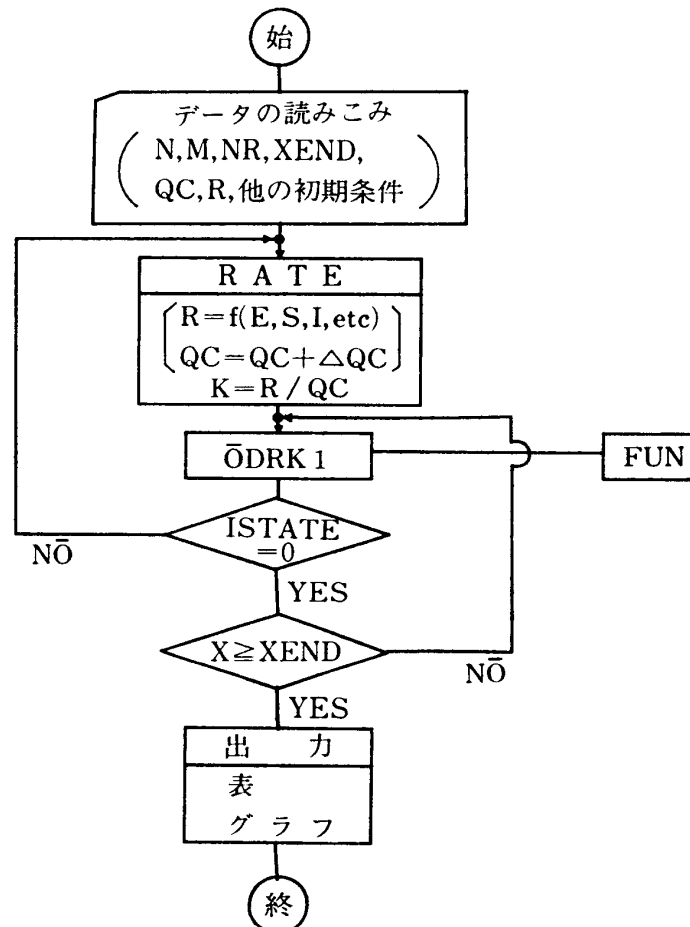 始
データの読みこみ
N,M,NR,XEND,
QC,R,他の初期条件
RATE
R=f(E,S,I,etc)
QC=QC+△QC
K=R/QC
ŌDRK1
FUN
ISTATE
=0
NŌ
YES
X≧XEND
NŌ
YES
出力
表
グラフ
終